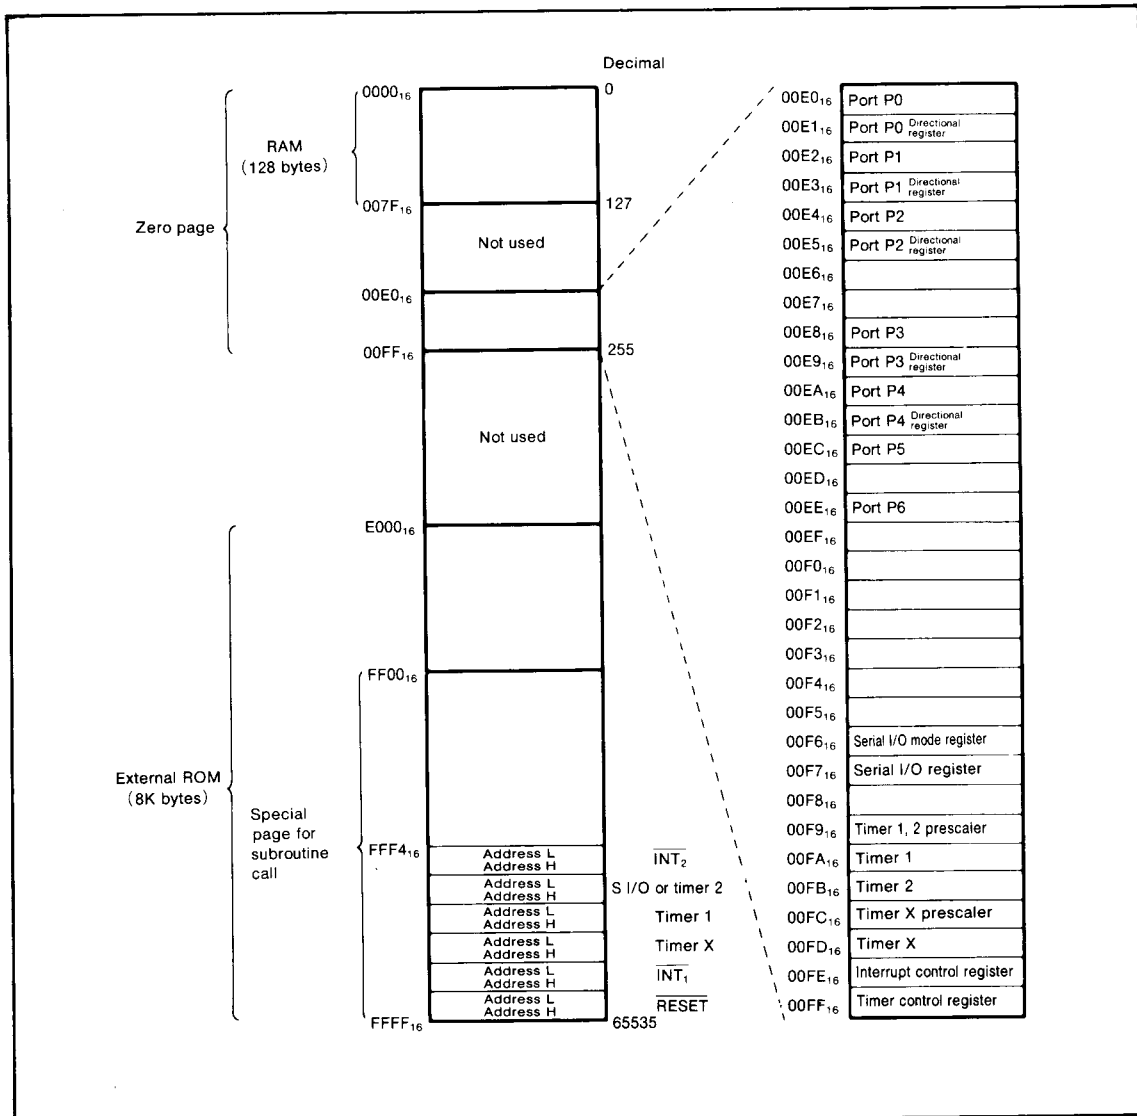 Decimal
0000₁₆
0
RAM
(128 bytes)
007F₁₆
127
Zero page
Not used
00E0₁₆
00FF₁₆
255
Not used
E000₁₆
FF00₁₆
External ROM
(8K bytes)
Special
page for
subroutine
call
FFF4₁₆
Address L
Address H
INT₂
Address L
Address H
S I/O or timer 2
Address L
Address H
Timer 1
Address L
Address H
Timer X
Address L
Address H
INT₁
Address L
Address H
RESET
FFFF₁₆
65535
00E0₁₆ Port P0
00E1₁₆ Port P0 Directional register
00E2₁₆ Port P1
00E3₁₆ Port P1 Directional register
00E4₁₆ Port P2
00E5₁₆ Port P2 Directional register
00E6₁₆
00E7₁₆
00E8₁₆ Port P3
00E9₁₆ Port P3 Directional register
00EA₁₆ Port P4
00EB₁₆ Port P4 Directional register
00EC₁₆ Port P5
00ED₁₆
00EE₁₆ Port P6
00EF₁₆
00F0₁₆
00F1₁₆
00F2₁₆
00F3₁₆
00F4₁₆
00F5₁₆
00F6₁₆ Serial I/O mode register
00F7₁₆ Serial I/O register
00F8₁₆
00F9₁₆ Timer 1, 2 prescaler
00FA₁₆ Timer 1
00FB₁₆ Timer 2
00FC₁₆ Timer X prescaler
00FD₁₆ Timer X
00FE₁₆ Interrupt control register
00FF₁₆ Timer control register